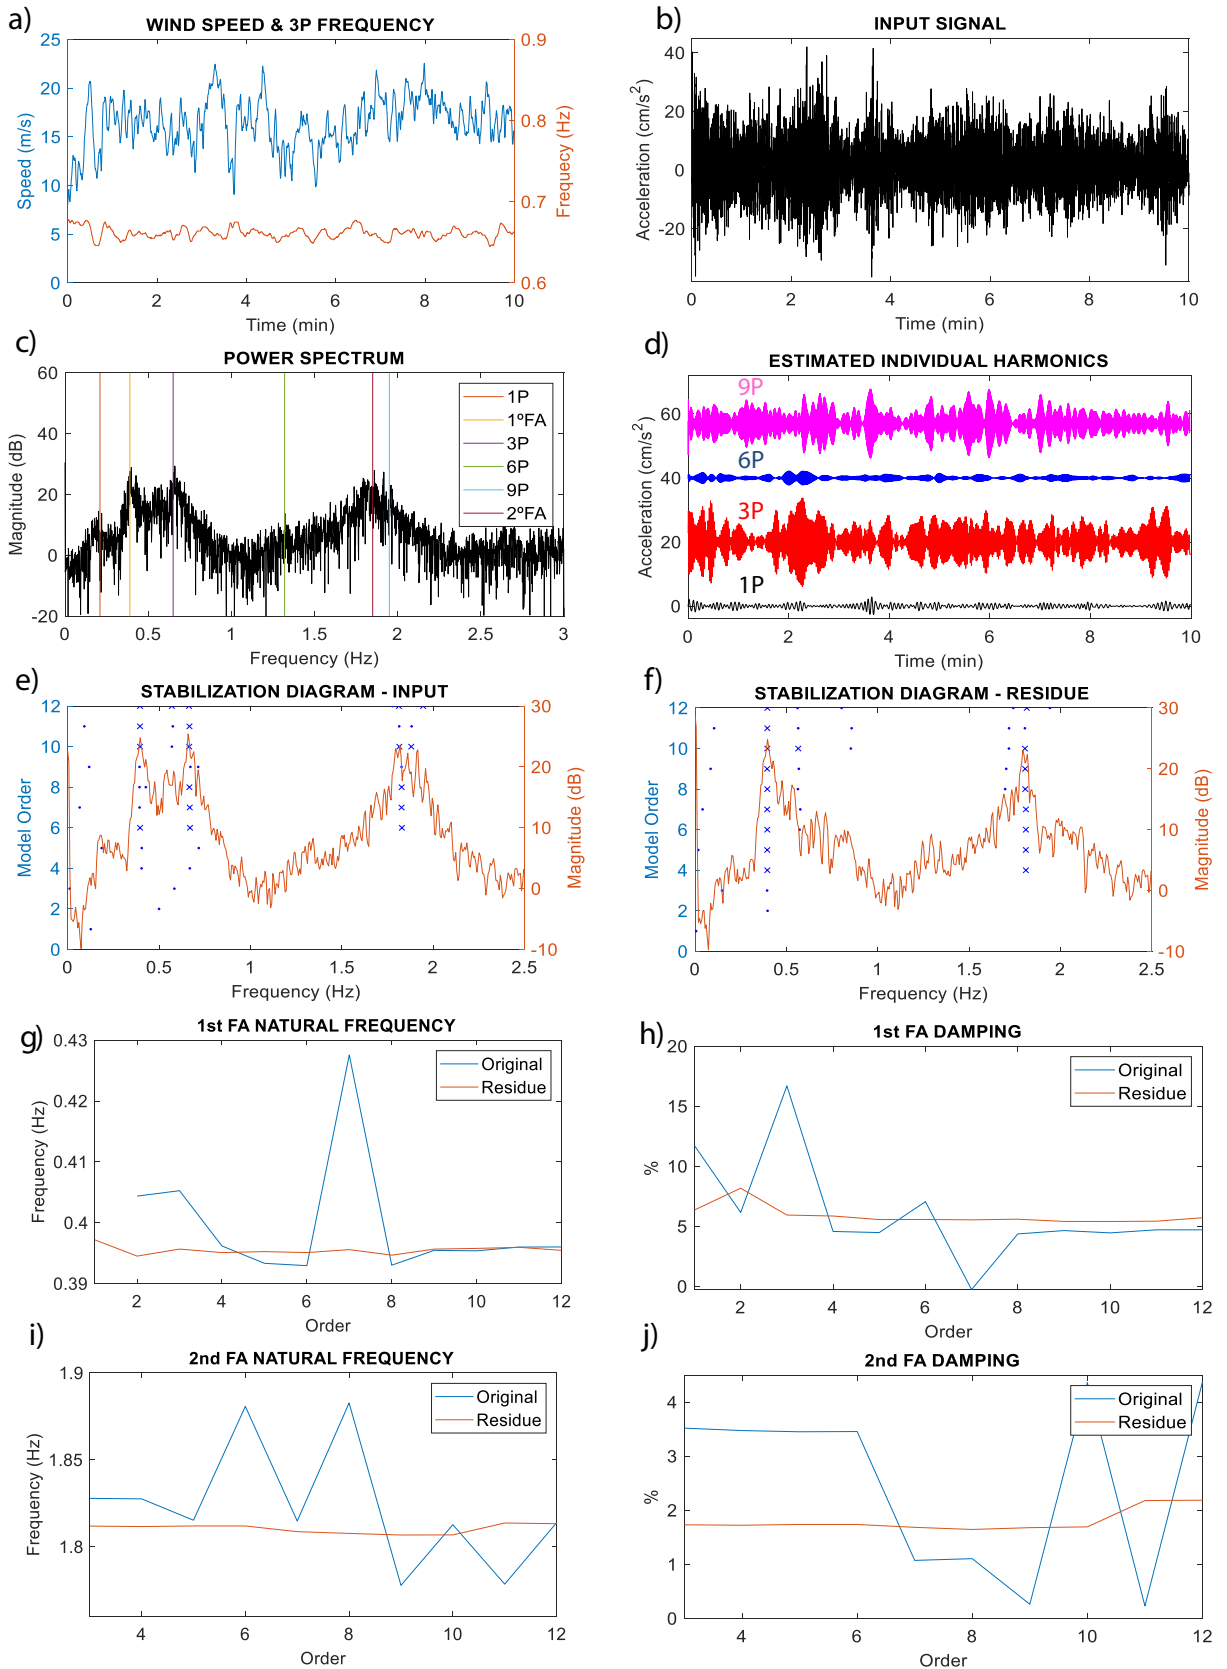 a)
WIND SPEED & 3P FREQUENCY
25
20
15
10
5
0
Speed (m/s)
0.9
0.8
0.7
0.6
Frequecy (Hz)
0 2 4 6 8 10
Time (min)
b)
INPUT SIGNAL
40
20
0
-20
Acceleration (cm/s²)
0 2 4 6 8 10
Time (min)
c)
POWER SPECTRUM
60
40
20
0
-20
Magnitude (dB)
1P
1ºFA
3P
6P
9P
2ºFA
0 0.5 1 1.5 2 2.5 3
Frequency (Hz)
d)
ESTIMATED INDIVIDUAL HARMONICS
9P
6P
3P
1P
60
40
20
0
Acceleration (cm/s²)
0 2 4 6 8 10
Time (min)
e)
STABILIZATION DIAGRAM - INPUT
12
10
8
6
4
2
0
Model Order
30
20
10
0
-10
Magnitude (dB)
0 0.5 1 1.5 2 2.5
Frequency (Hz)
f)
STABILIZATION DIAGRAM - RESIDUE
12
10
8
6
4
2
0
Model Order
30
20
10
0
-10
Magnitude (dB)
0 0.5 1 1.5 2 2.5
Frequency (Hz)
g)
1st FA NATURAL FREQUENCY
0.43
0.42
0.41
0.4
0.39
Frequency (Hz)
Original
Residue
2 4 6 8 10 12
Order
h)
1st FA DAMPING
20
15
10
5
0
%
Original
Residue
2 4 6 8 10 12
Order
i)
2nd FA NATURAL FREQUENCY
1.9
1.85
1.8
Frequency (Hz)
Original
Residue
4 6 8 10 12
Order
j)
2nd FA DAMPING
4
3
2
1
0
%
Original
Residue
4 6 8 10 12
Order